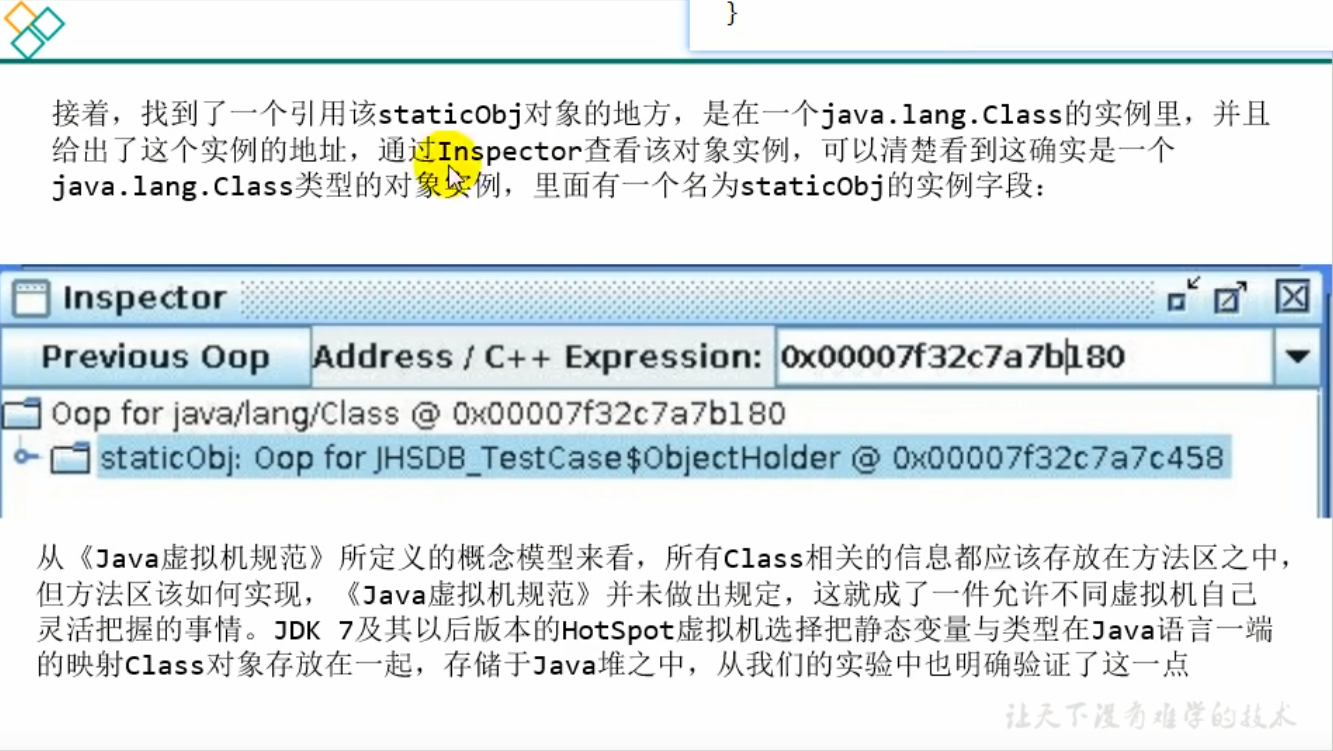 }
接着，找到了一个引用该staticObj对象的地方，是在一个java.lang.Class的实例里，并且
给出了这个实例的地址，通过Inspector查看该对象实例，可以清楚看到这确实是一个
java.lang.Class类型的对象实例，里面有一个名为staticObj的实例字段：
Inspector
Previous Oop Address / C++ Expression: 0x00007f32c7a7b180
Oop for java/lang/Class @ 0x00007f32c7a7b180
staticObj: Oop for JHSDB_TestCase$ObjectHolder @ 0x00007f32c7a7c458
从《Java虚拟机规范》所定义的概念模型来看，所有Class相关的信息都应该存放在方法区之中，
但方法区该如何实现，《Java虚拟机规范》并未做出规定，这就成了一件允许不同虚拟机自己
灵活把握的事情。JDK 7及其以后版本的HotSpot虚拟机选择把静态变量与类型在Java语言一端
的映射Class对象存放在一起，存储于Java堆之中，从我们的实验中也明确验证了这一点
让天下没有难学的技术